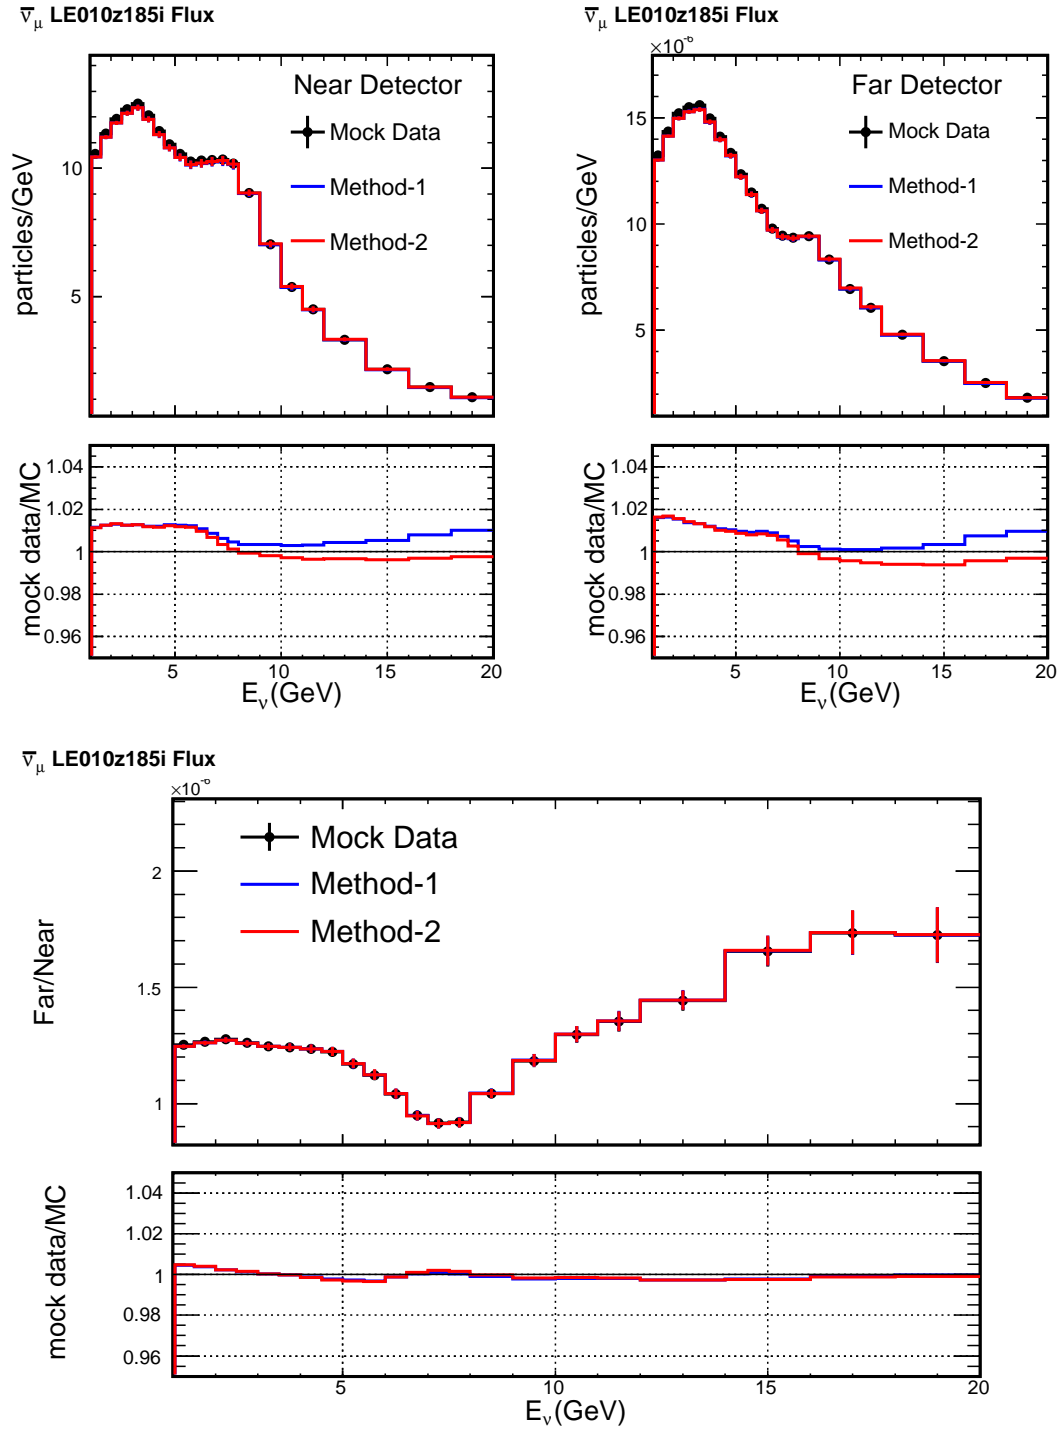 ν̅μ LE010z185i Flux
particles/GeV
10
5
Near Detector
Mock Data
Method-1
Method-2
mock data/MC
1.04
1.02
1
0.98
0.96
5
10
15
20
Eν(GeV)
ν̅μ LE010z185i Flux
particles/GeV
15
10
5
Far Detector
Mock Data
Method-1
Method-2
mock data/MC
1.04
1.02
1
0.98
0.96
5
10
15
20
Eν(GeV)
ν̅μ LE010z185i Flux
Far/Near
2
1.5
1
Mock Data
Method-1
Method-2
mock data/MC
1.04
1.02
1
0.98
0.96
5
10
15
20
Eν(GeV)